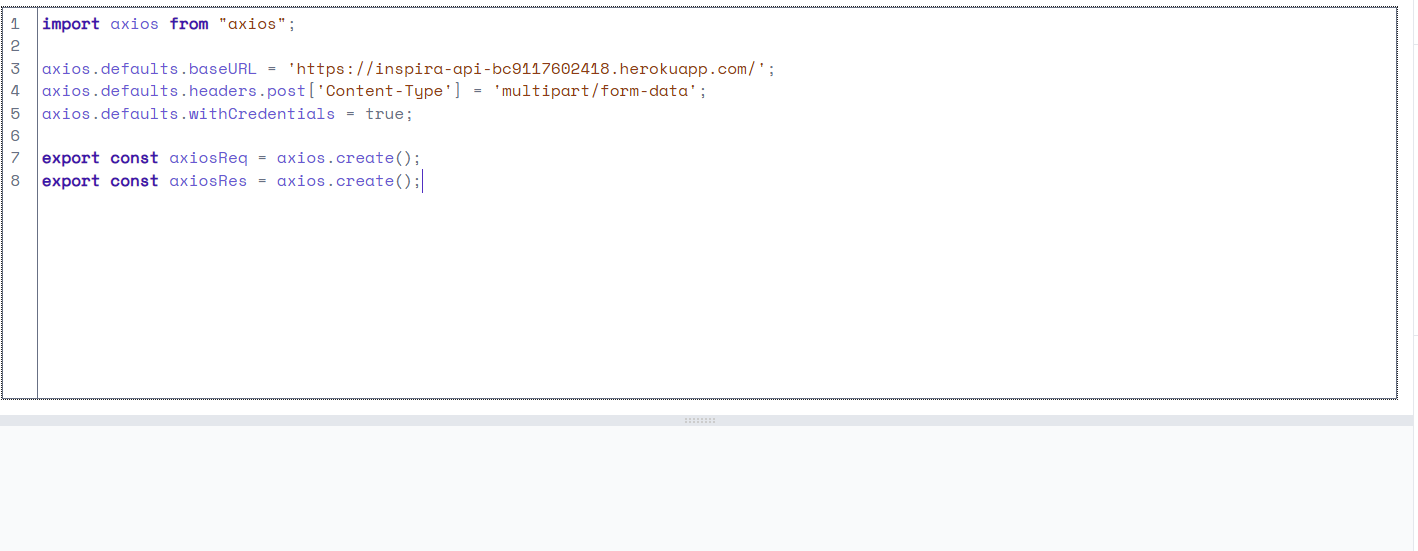 1 import axios from "axios";
2
3 axios.defaults.baseURL = 'https://inspira-api-bc9117602418.herokuapp.com/';
4 axios.defaults.headers.post['Content-Type'] = 'multipart/form-data';
5 axios.defaults.withCredentials = true;
6
7 export const axiosReq = axios.create();
8 export const axiosRes = axios.create();